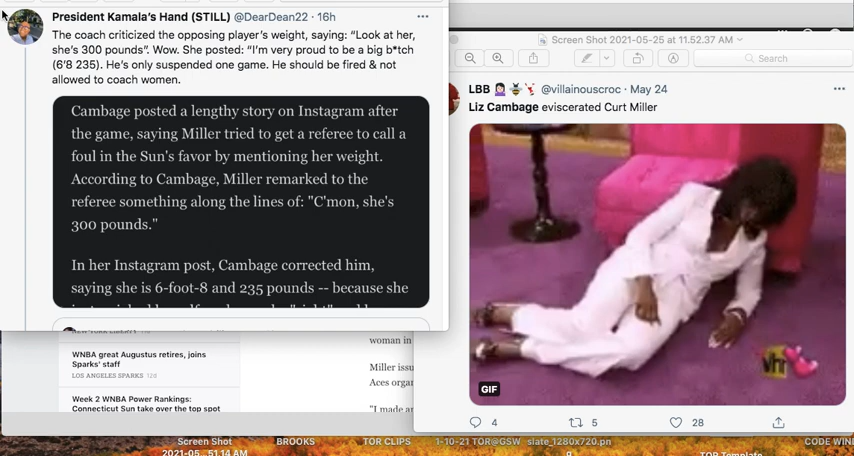 President Kamala's Hand (STILL) @DearDean22 · 16h
The coach criticized the opposing player's weight, saying: "Look at her,
she's 300 pounds". Wow. She posted: "I'm very proud to be a big b*tch
(6'8 235). He's only suspended one game. He should be fired & not
allowed to coach women.
Cambage posted a lengthy story on Instagram after
the game, saying Miller tried to get a referee to call a
foul in the Sun's favor by mentioning her weight.
According to Cambage, Miller remarked to the
referee something along the lines of: "C'mon, she's
300 pounds."
In her Instagram post, Cambage corrected him,
saying she is 6-foot-8 and 235 pounds -- because she
WNBA great Augustus retires, joins
Sparks' staff
LOS ANGELES SPARKS 12d
Week 2 WNBA Power Rankings:
Connecticut Sun take over the top spot
woman in
Miller issu
Aces organ
"I made an
Screen Shot 2021-05-25 at 11.52.37 AM
Search
LBB @villainouscroc · May 24
Liz Cambage eviscerated Curt Miller
vh1
GIF
4 5 28
Screen Shot
2021-05...51.14 AM
BROOKS
TOR CLIPS
1-10-21 TOR@GSW
slate_1280x720.pn
g
TOR Template
CODE WIN